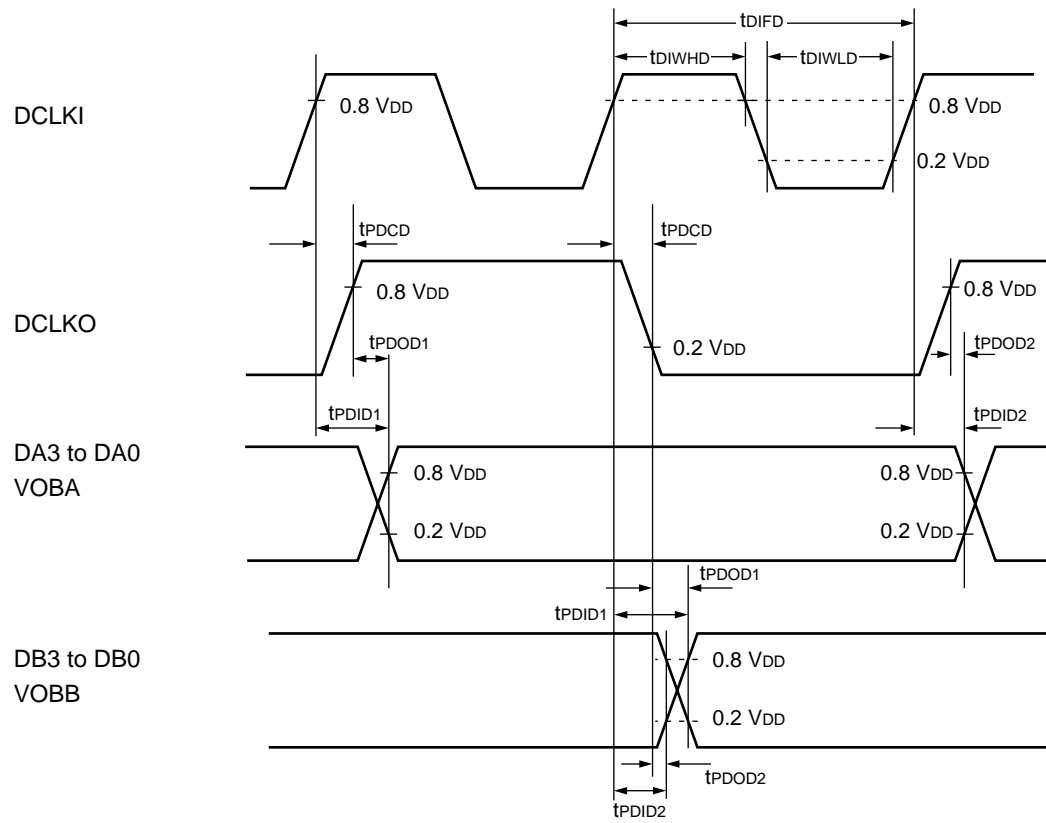 tDIFD
tDIWHD
tDIWLD
DCLKI
0.8 VDD
0.8 VDD
0.2 VDD
tPDCD
tPDCD
0.8 VDD
0.8 VDD
DCLKO
0.2 VDD
tPDOD1
tPDOD2
tPDID1
tPDID2
DA3 to DA0
VOBA
0.8 VDD
0.8 VDD
0.2 VDD
0.2 VDD
tPDOD1
tPDID1
DB3 to DB0
VOBB
0.8 VDD
0.2 VDD
tPDOD2
tPDID2